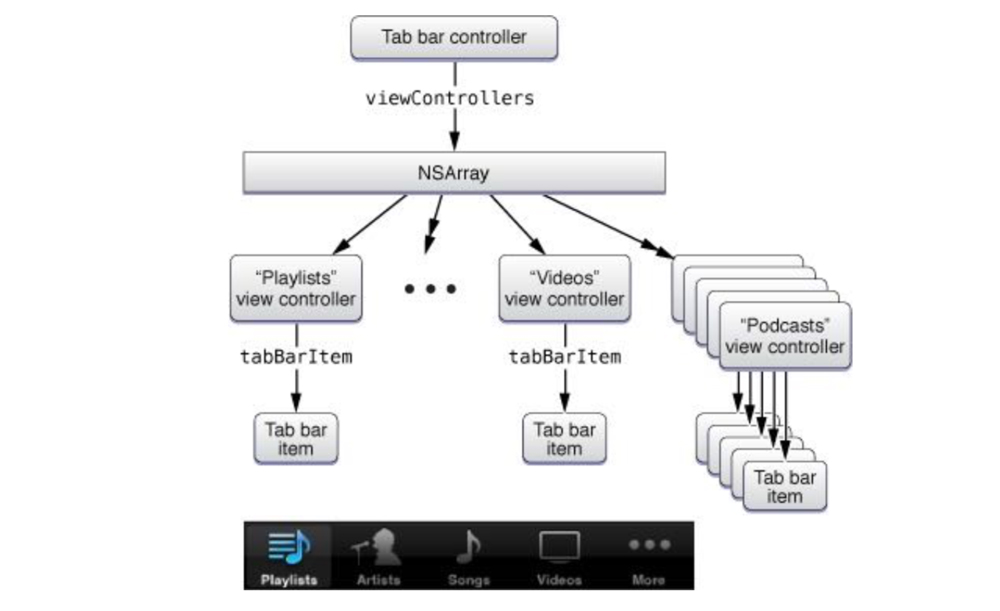 Tab bar controller
viewControllers
NSArray
“Playlists”
view controller
“Videos”
view controller
“Podcasts”
view controller
tabBarItem
tabBarItem
Tab bar
item
Tab bar
item
Tab bar
item
Playlists
Artists
Songs
Videos
More